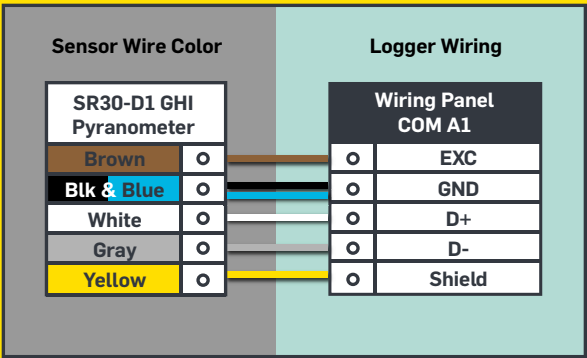 Sensor Wire Color
Logger Wiring
SR30-D1 GHI
Pyranometer
Wiring Panel
COM A1
Brown
EXC
Blk & Blue
GND
White
D+
Gray
D-
Yellow
Shield